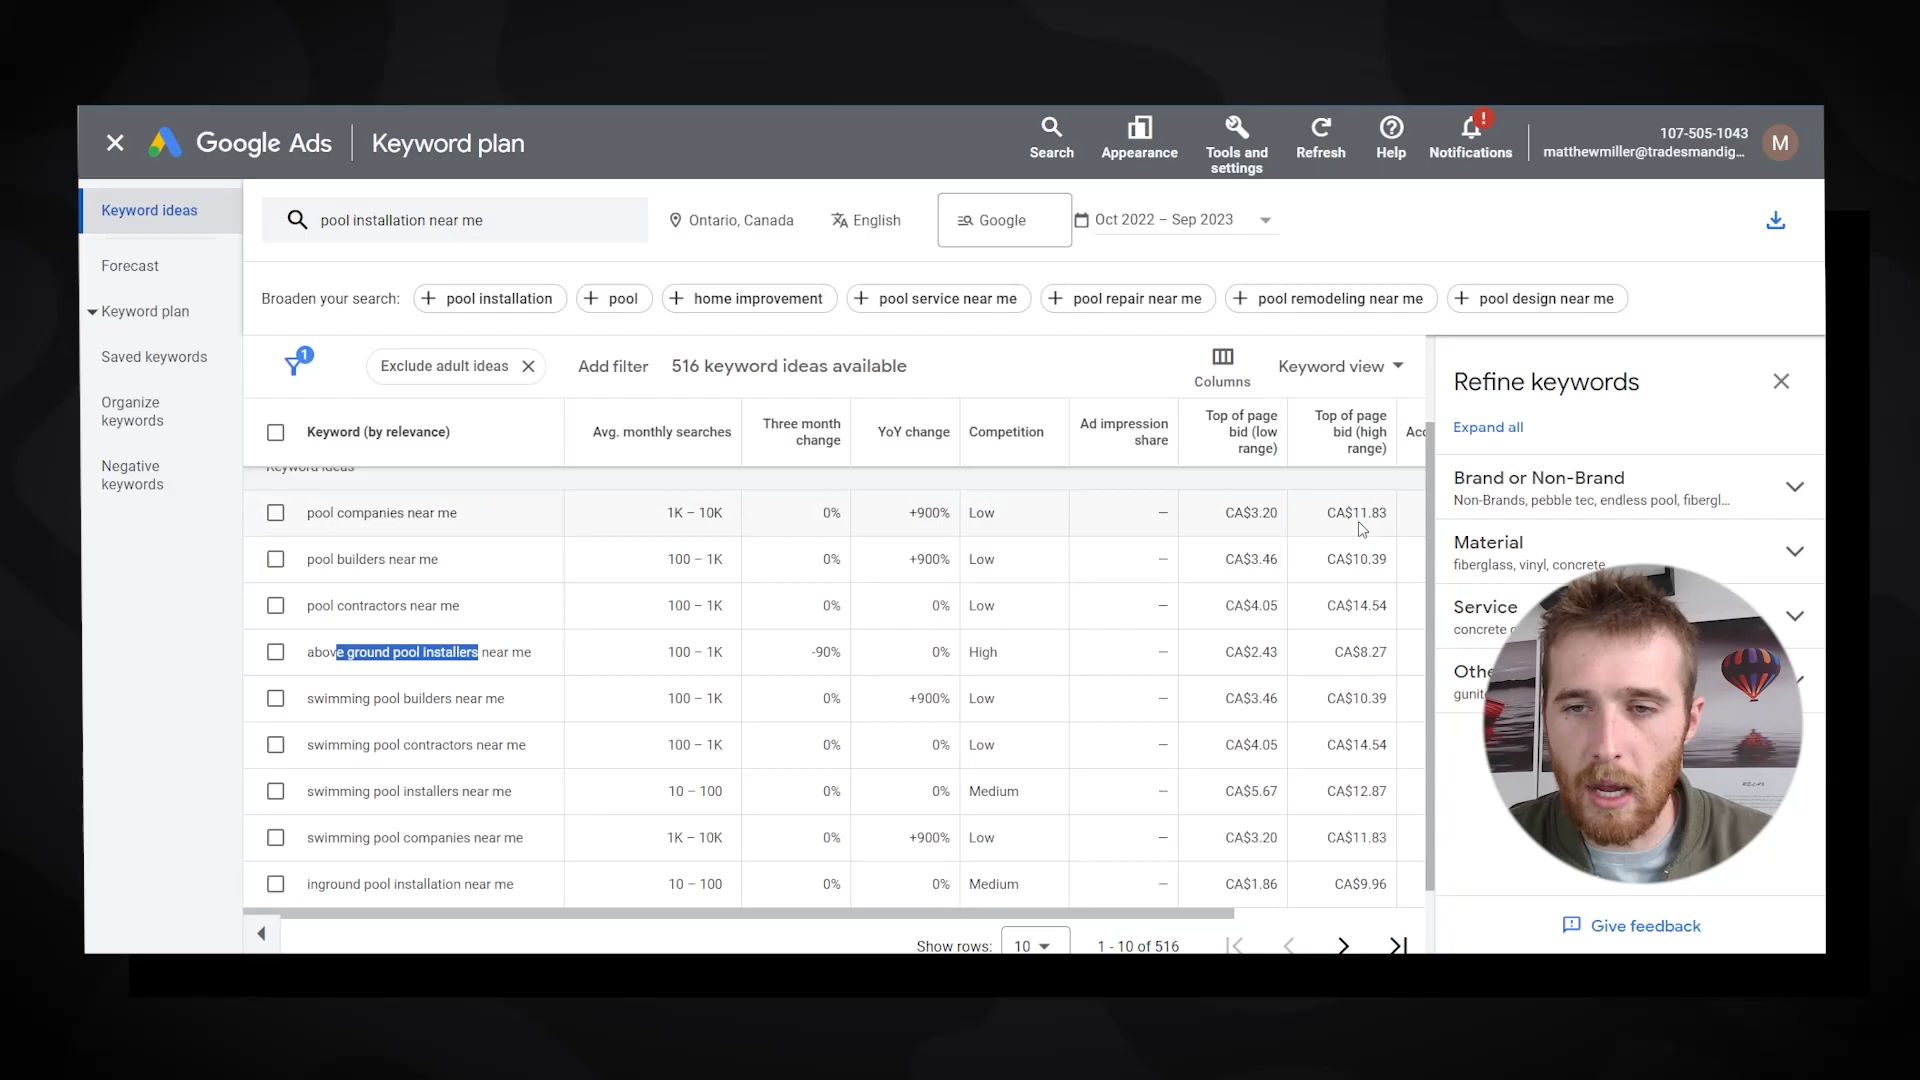 Google Ads
Keyword plan
Search
Appearance
Tools and
settings
Refresh
Help
!
Notifications
107-505-1043
matthewmiller@tradesmandig...
M
Keyword ideas
Forecast
Keyword plan
Saved keywords
Organize
keywords
Negative
keywords
pool installation near me
Ontario, Canada
English
Google
Oct 2022 – Sep 2023
Broaden your search:
pool installation
pool
home improvement
pool service near me
pool repair near me
pool remodeling near me
pool design near me
1
Exclude adult ideas
Add filter
516 keyword ideas available
Columns
Keyword view
Keyword (by relevance)
Avg. monthly searches
Three month
change
YoY change
Competition
Ad impression
share
Top of page
bid (low
range)
Top of page
bid (high
range)
Acc
Keyword ideas
pool companies near me 1K – 10K 0% +900% Low – CA$3.20 CA$11.83
pool builders near me 100 – 1K 0% +900% Low – CA$3.46 CA$10.39
pool contractors near me 100 – 1K 0% 0% Low – CA$4.05 CA$14.54
above ground pool installers near me 100 – 1K -90% 0% High – CA$2.43 CA$8.27
swimming pool builders near me 100 – 1K 0% +900% Low – CA$3.46 CA$10.39
swimming pool contractors near me 100 – 1K 0% 0% Low – CA$4.05 CA$14.54
swimming pool installers near me 10 – 100 0% 0% Medium – CA$5.67 CA$12.87
swimming pool companies near me 1K – 10K 0% +900% Low – CA$3.20 CA$11.83
inground pool installation near me 10 – 100 0% 0% Medium – CA$1.86 CA$9.96
Show rows: 10
1 - 10 of 516
Refine keywords
Expand all
Brand or Non-Brand
Non-Brands, pebble tec, endless pool, fibergl...
Material
fiberglass, vinyl, concrete
Service
concrete
Othe
gunit
Give feedback